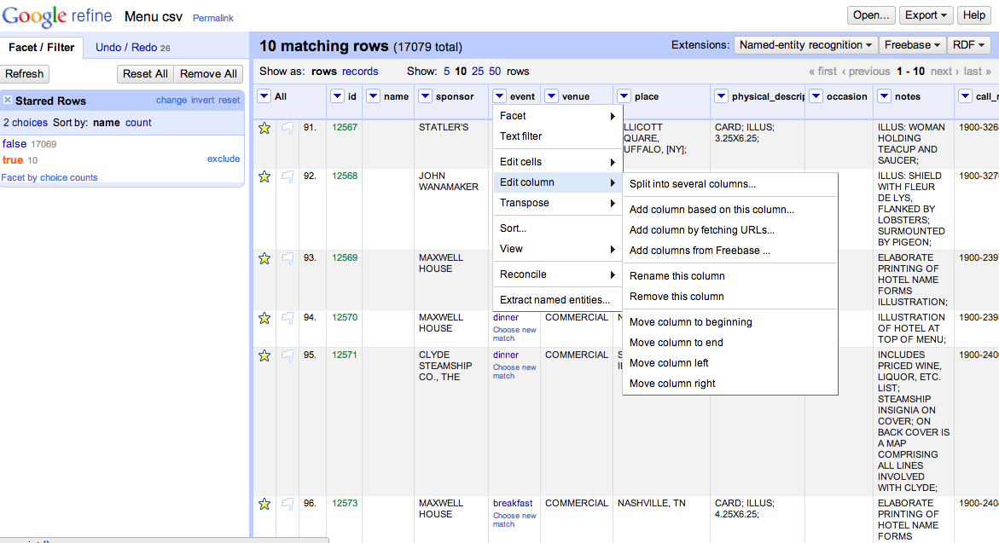 Google refine Menu csv Permalink
Open... Export Help
Facet / Filter Undo / Redo 26
Refresh Reset All Remove All
Starred Rows change invert reset
2 choices Sort by: name count
false 17069
true 10 exclude
Facet by choice counts
10 matching rows (17079 total)
Extensions: Named-entity recognition Freebase RDF
Show as: rows records Show: 5 10 25 50 rows
« first ‹ previous 1 - 10 next › last »
All id name sponsor event venue place physical_descrip occasion notes call_n
Facet
Text filter
Edit cells
Edit column
Transpose
Sort...
View
Reconcile
Extract named entities...
Split into several columns...
Add column based on this column...
Add column by fetching URLs...
Add columns from Freebase ...
Rename this column
Remove this column
Move column to beginning
Move column to end
Move column left
Move column right
91. 12567 STATLER'S
LLICOTT
QUARE,
UFFALO, [NY];
CARD; ILLUS;
3.25X6.25;
ILLUS: WOMAN
HOLDING
TEACUP AND
SAUCER;
1900-326
92. 12568 JOHN
WANAMAKER
ILLUS: SHIELD
WITH FLEUR
DE LYS,
FLANKED BY
LOBSTERS;
SURMOUNTED
BY PIGEON;
1900-327
93. 12569 MAXWELL
HOUSE
ELABORATE
PRINTING OF
HOTEL NAME
FORMS
ILLUSTRATION;
1900-239
94. 12570 MAXWELL
HOUSE
dinner
Choose new
match
COMMERCIAL
ILLUSTRATION
OF HOTEL AT
TOP OF MENU;
1900-239
95. 12571 CLYDE
STEAMSHIP
CO., THE
dinner
Choose new
match
COMMERCIAL
INCLUDES
PRICED WINE,
LIQUOR, ETC.
LIST;
STEAMSHIP
INSIGNIA ON
COVER; ON
BACK COVER IS
A MAP
COMPRISING
ALL LINES
INVOLVED
WITH CLYDE;
1900-240
96. 12573 MAXWELL
HOUSE
breakfast
Choose new
match
COMMERCIAL NASHVILLE, TN
CARD; ILLUS;
4.25X6.25;
ELABORATE
PRINTING OF
HOTEL NAME
FORMS
1900-240